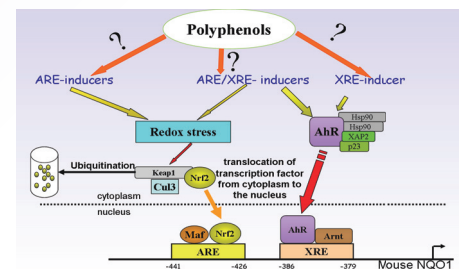 Polyphenols
? ? ?
ARE-inducers ARE/XRE- inducers XRE-inducer
Redox stress
AhR
Hsp90
Hsp90
XAP2
p23
Ubiquitination
Keap1
Cul3
Nrf2
translocation of
transcription factor
from cytoplasm to
the nucleus
cytoplasm
nucleus
Maf Nrf2 AhR Arnt
ARE XRE
-441 -426 -386 -379 Mouse NQO1